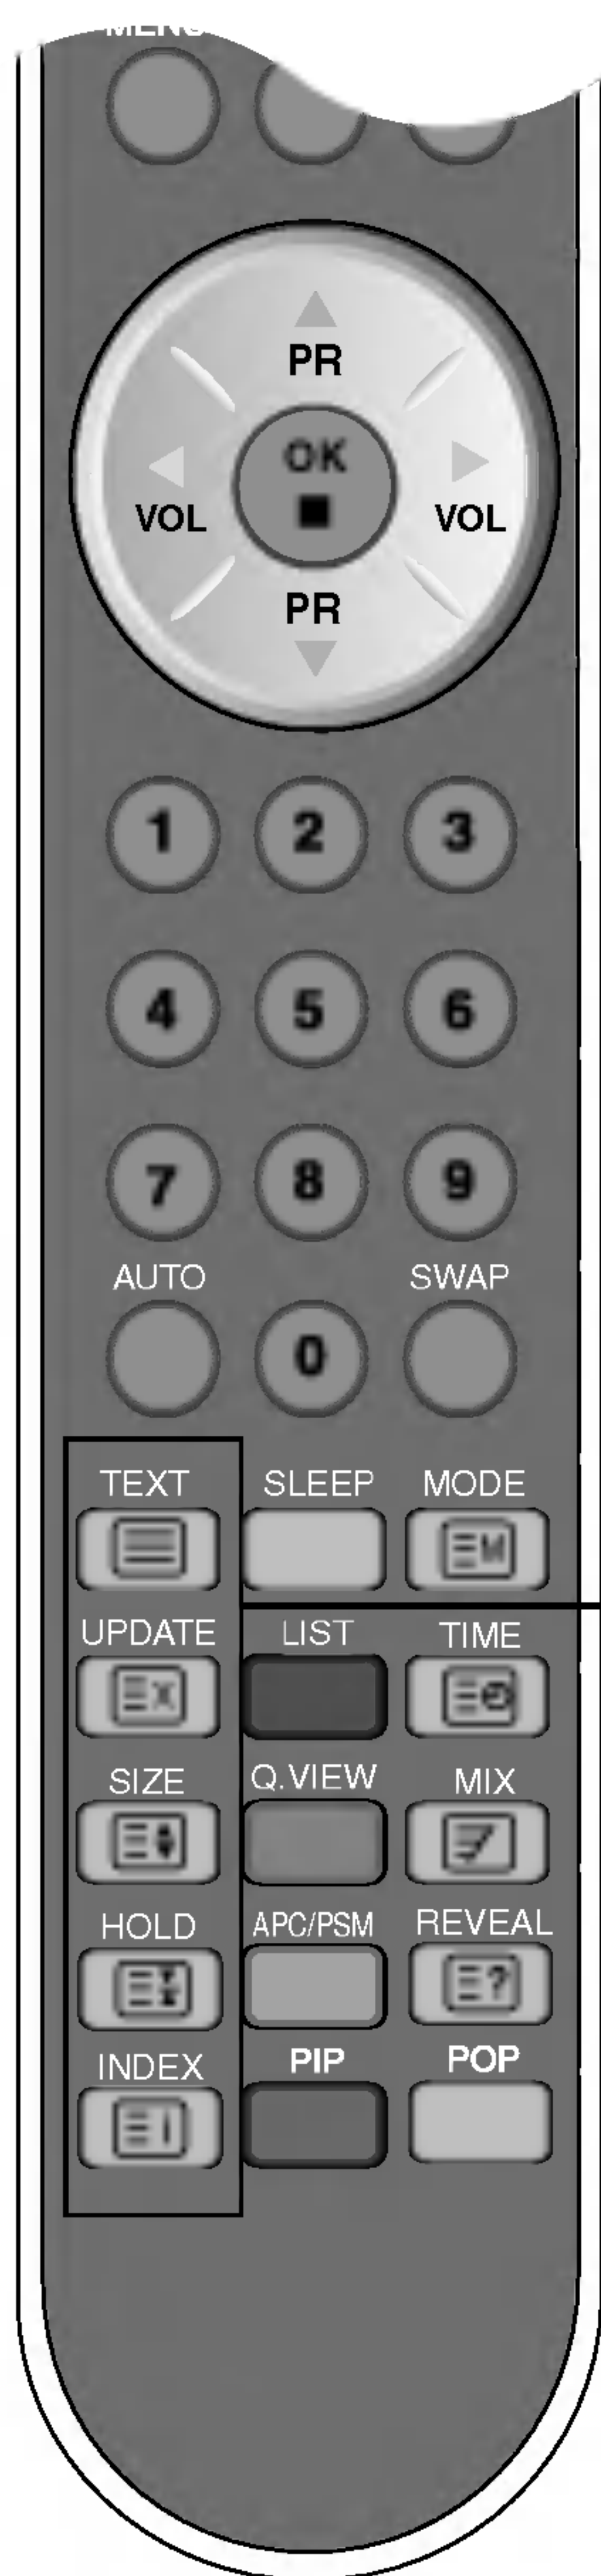 MENU
PR
OK
VOL VOL
PR
1 2 3
4 5 6
7 8 9
AUTO SWAP
0
TEXT SLEEP MODE
M
UPDATE LIST TIME
X
SIZE Q.VIEW MIX
HOLD APC/PSM REVEAL
?
INDEX PIP POP
i